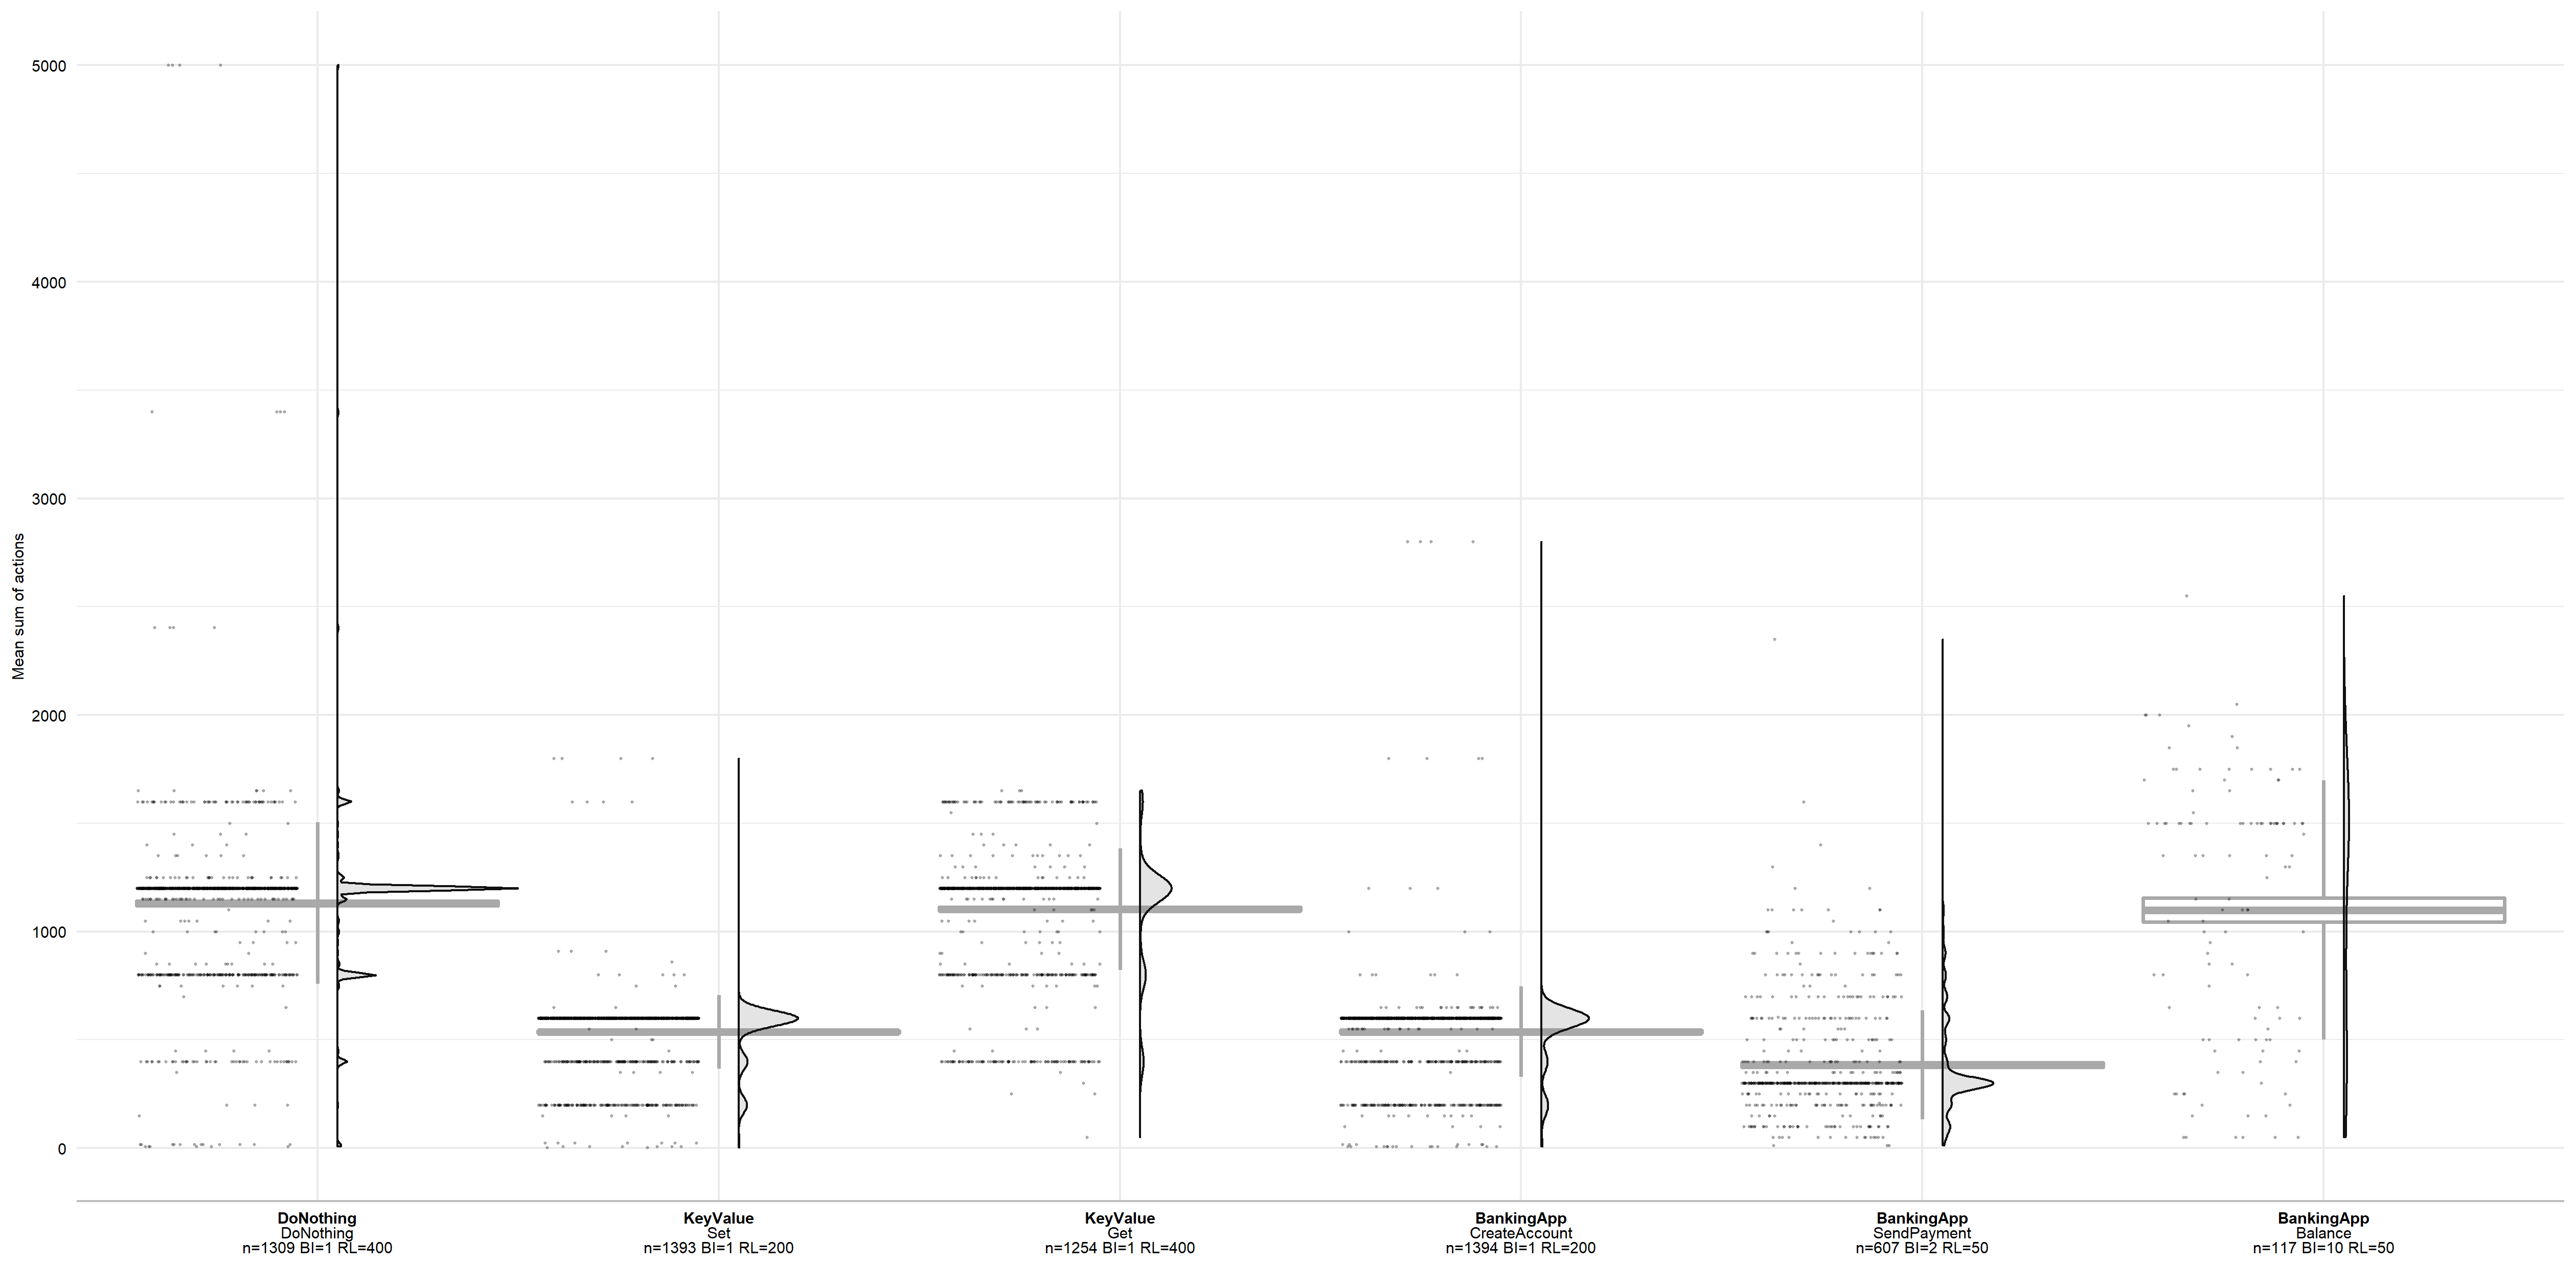 5000
4000
3000
2000
1000
0
Mean sum of actions
DoNothing
DoNothing
n=1309 BI=1 RL=400
KeyValue
Set
n=1393 BI=1 RL=200
KeyValue
Get
n=1254 BI=1 RL=400
BankingApp
CreateAccount
n=1394 BI=1 RL=200
BankingApp
SendPayment
n=607 BI=2 RL=50
BankingApp
Balance
n=117 BI=10 RL=50